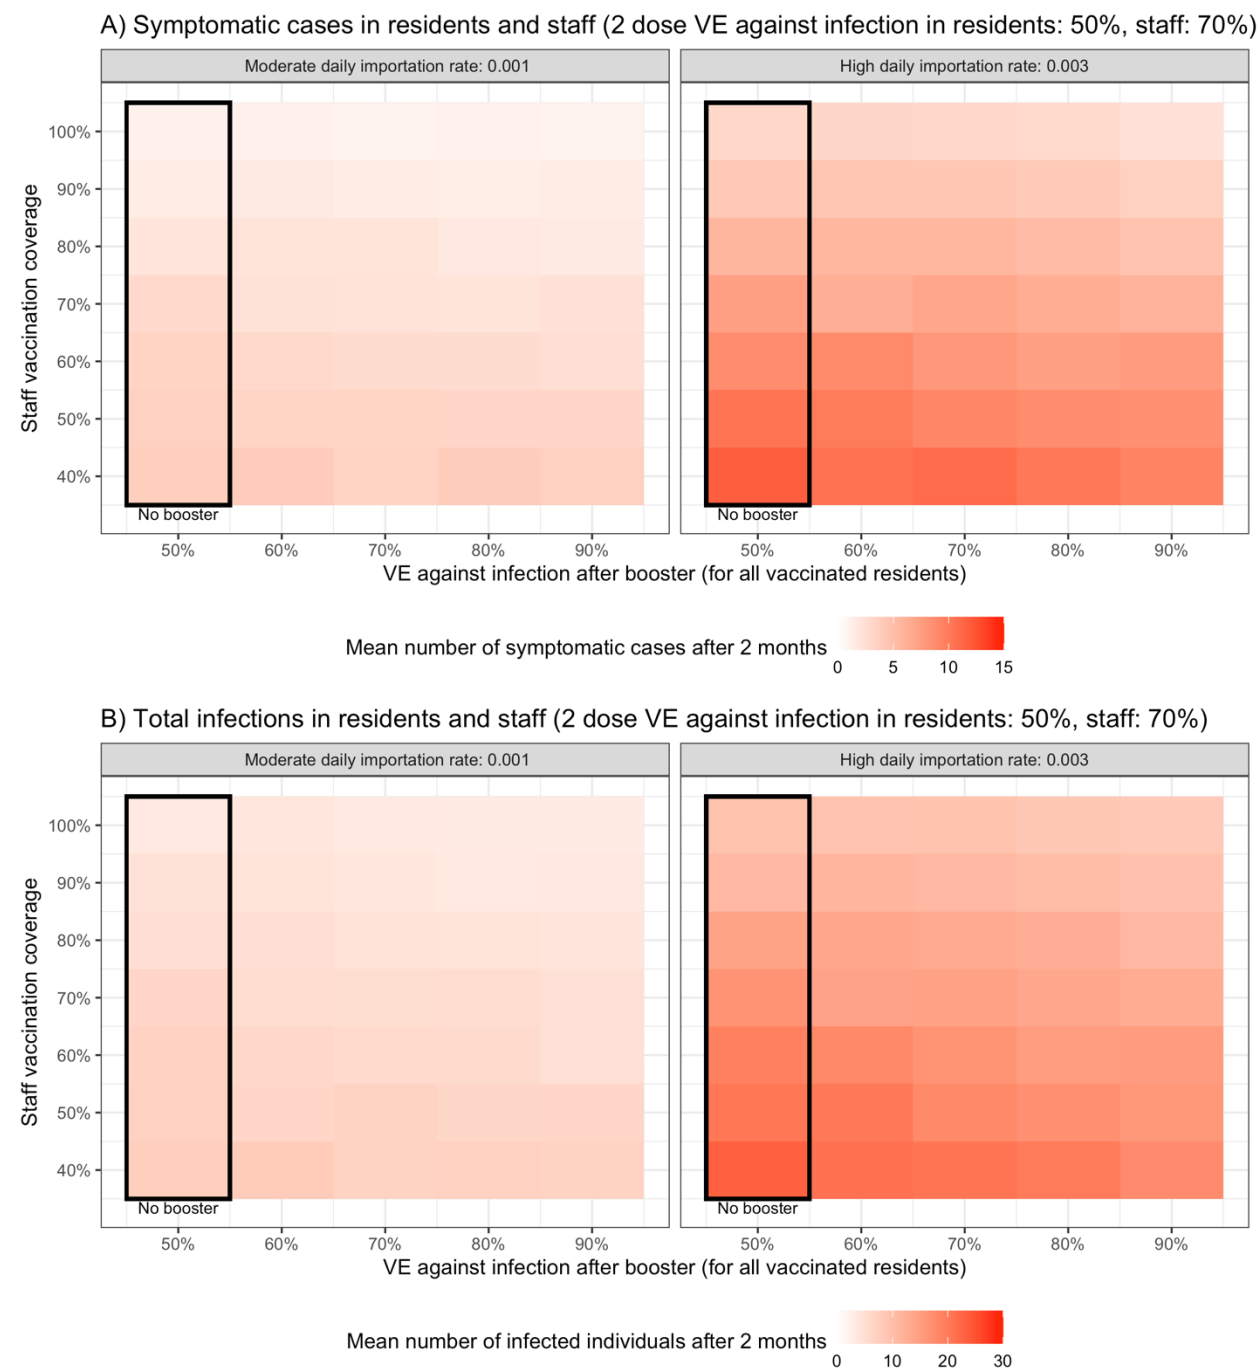 A) Symptomatic cases in residents and staff (2 dose VE against infection in residents: 50%, staff: 70%)
Moderate daily importation rate: 0.001
High daily importation rate: 0.003
Staff vaccination coverage
100%
90%
80%
70%
60%
50%
40%
No booster
No booster
50% 60% 70% 80% 90%
50% 60% 70% 80% 90%
VE against infection after booster (for all vaccinated residents)
Mean number of symptomatic cases after 2 months
0 5 10 15
B) Total infections in residents and staff (2 dose VE against infection in residents: 50%, staff: 70%)
Moderate daily importation rate: 0.001
High daily importation rate: 0.003
Staff vaccination coverage
100%
90%
80%
70%
60%
50%
40%
No booster
No booster
50% 60% 70% 80% 90%
50% 60% 70% 80% 90%
VE against infection after booster (for all vaccinated residents)
Mean number of infected individuals after 2 months
0 10 20 30